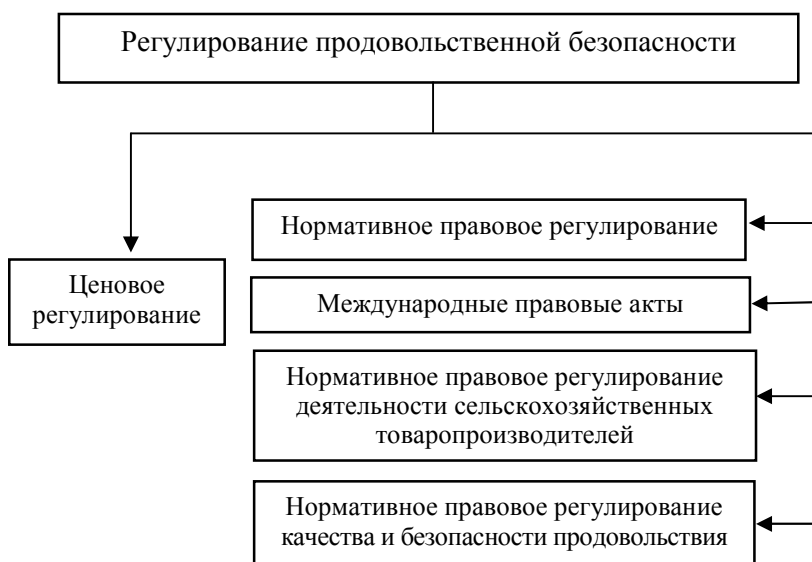 Регулирование продовольственной безопасности
Нормативное правовое регулирование
Ценовое
регулирование
Международные правовые акты
Нормативное правовое регулирование
деятельности сельскохозяйственных
товаропроизводителей
Нормативное правовое регулирование
качества и безопасности продовольствия